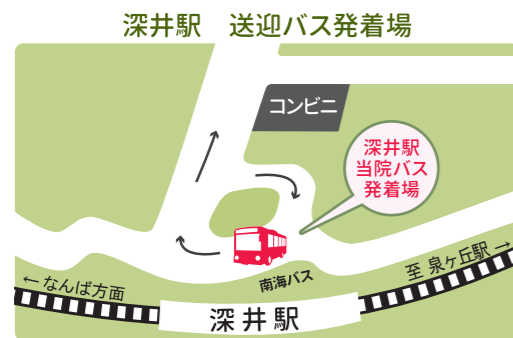 深井駅　送迎バス発着場
コンビニ
深井駅
当院バス
発着場
南海バス
至 泉ヶ丘駅 →
← なんば方面
深井駅